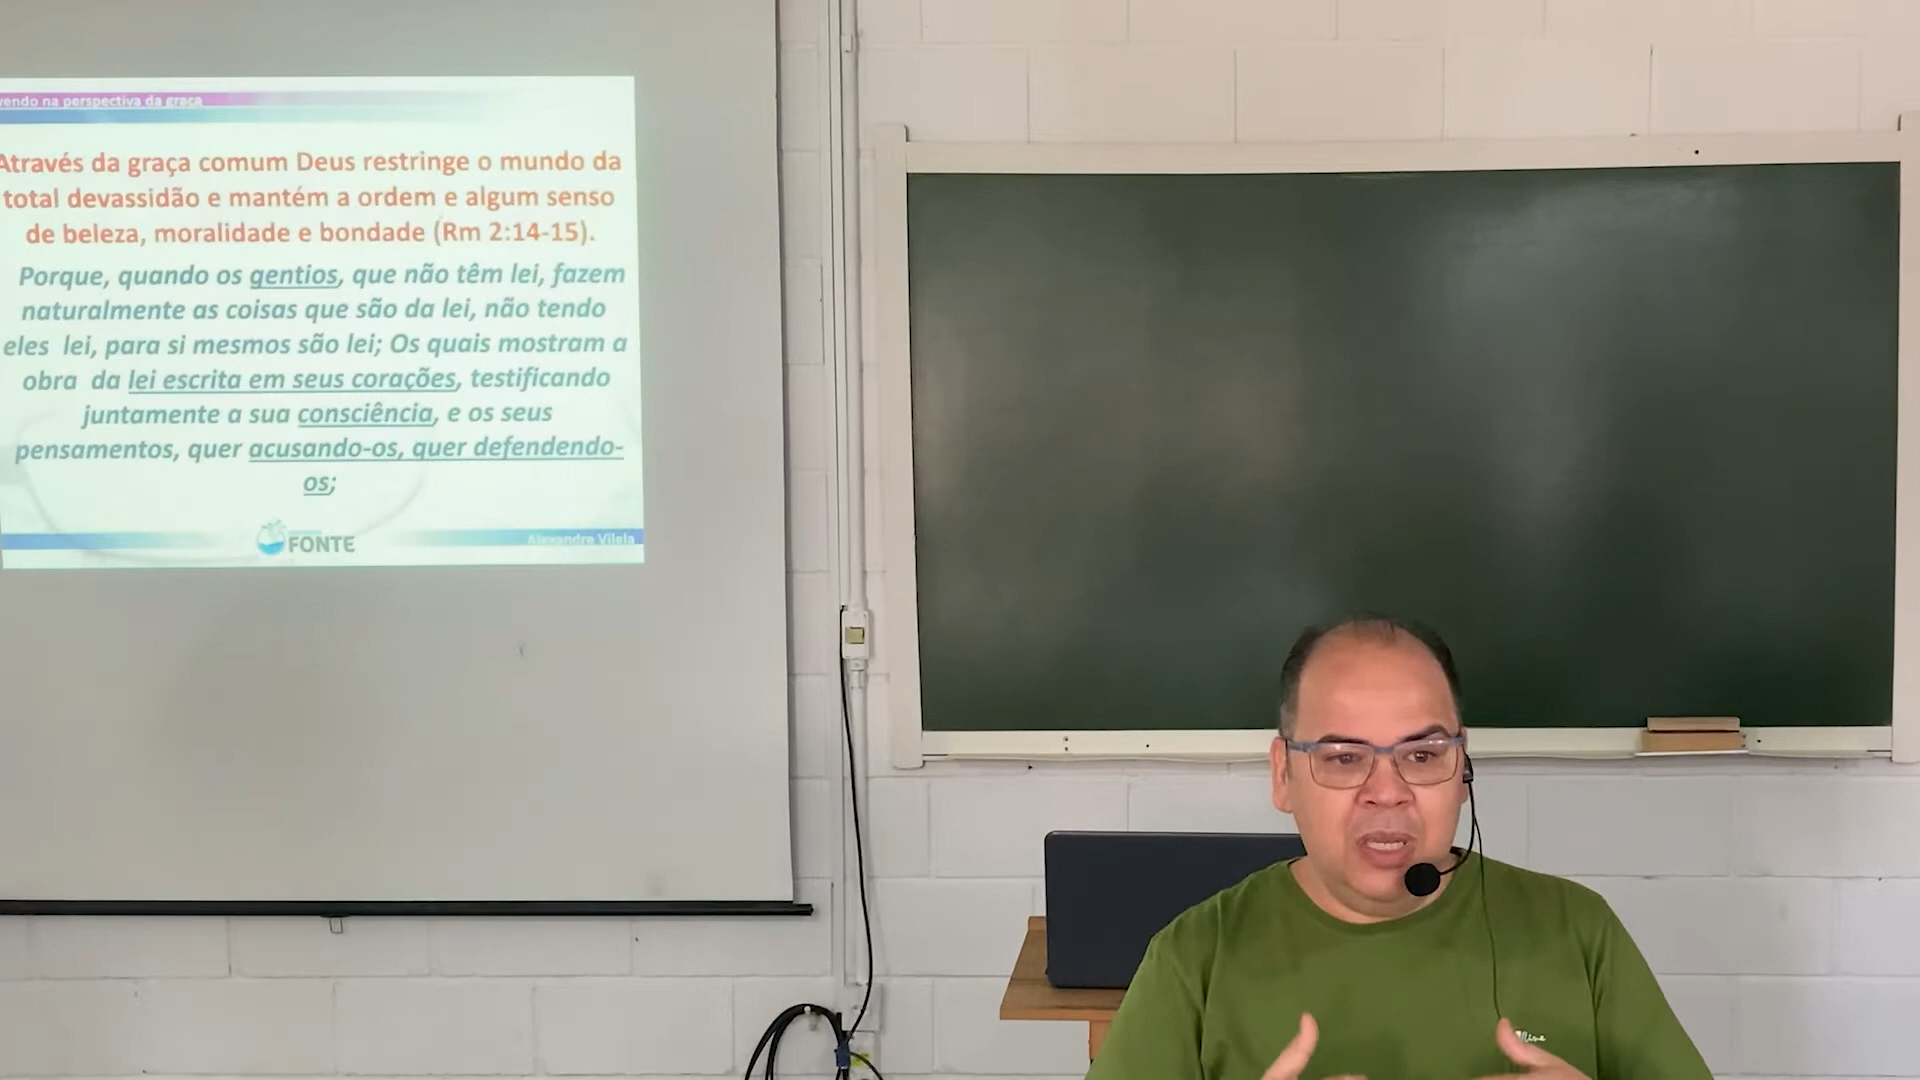 vendo na perspectiva da graça
Através da graça comum Deus restringe o mundo da
total devassidão e mantém a ordem e algum senso
de beleza, moralidade e bondade (Rm 2:14-15).
Porque, quando os gentios, que não têm lei, fazem
naturalmente as coisas que são da lei, não tendo
eles lei, para si mesmos são lei; Os quais mostram a
obra da lei escrita em seus corações, testificando
juntamente a sua consciência, e os seus
pensamentos, quer acusando-os, quer defendendo-
os;
FONTE
Alexandre Vilela